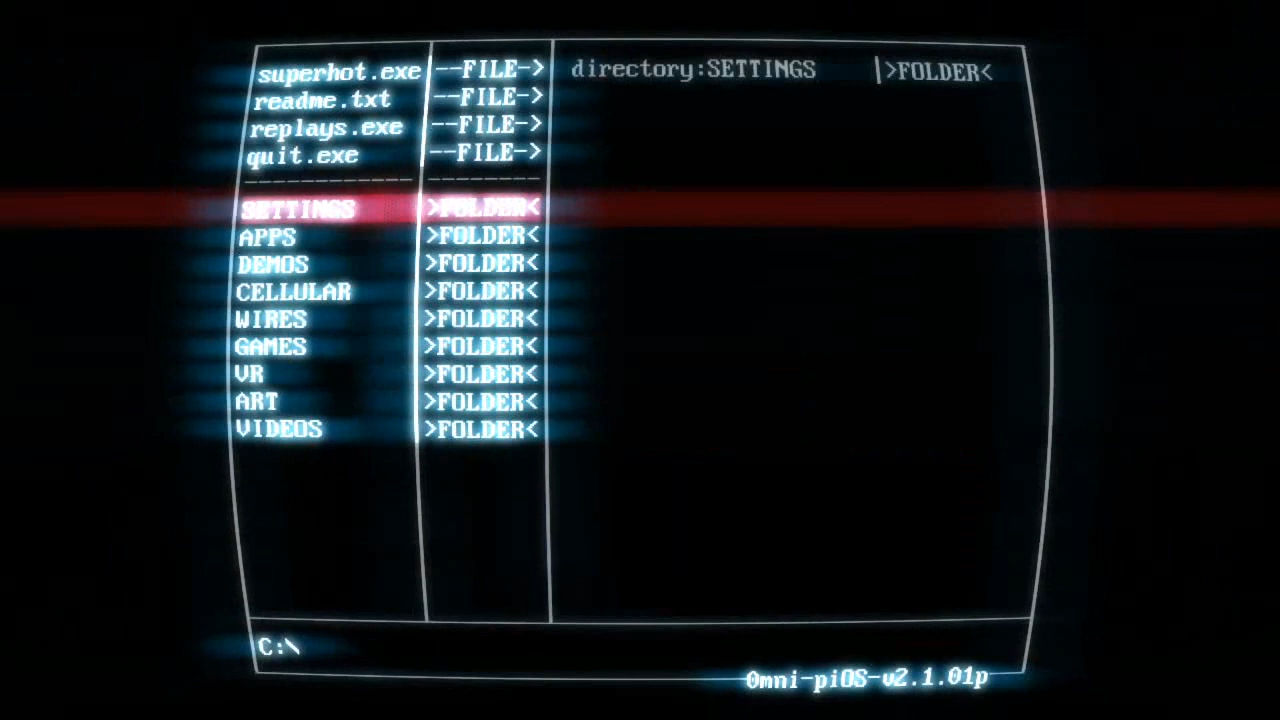 superhot.exe --FILE-> directory:SETTINGS |>FOLDER<
readme.txt --FILE->
replays.exe --FILE->
quit.exe --FILE->
------------ --------
SETTINGS >FOLDER<
APPS >FOLDER<
DEMOS >FOLDER<
CELLULAR >FOLDER<
WIRES >FOLDER<
GAMES >FOLDER<
VR >FOLDER<
ART >FOLDER<
VIDEOS >FOLDER<
C:\
0mni-piOS-v2.1.01p